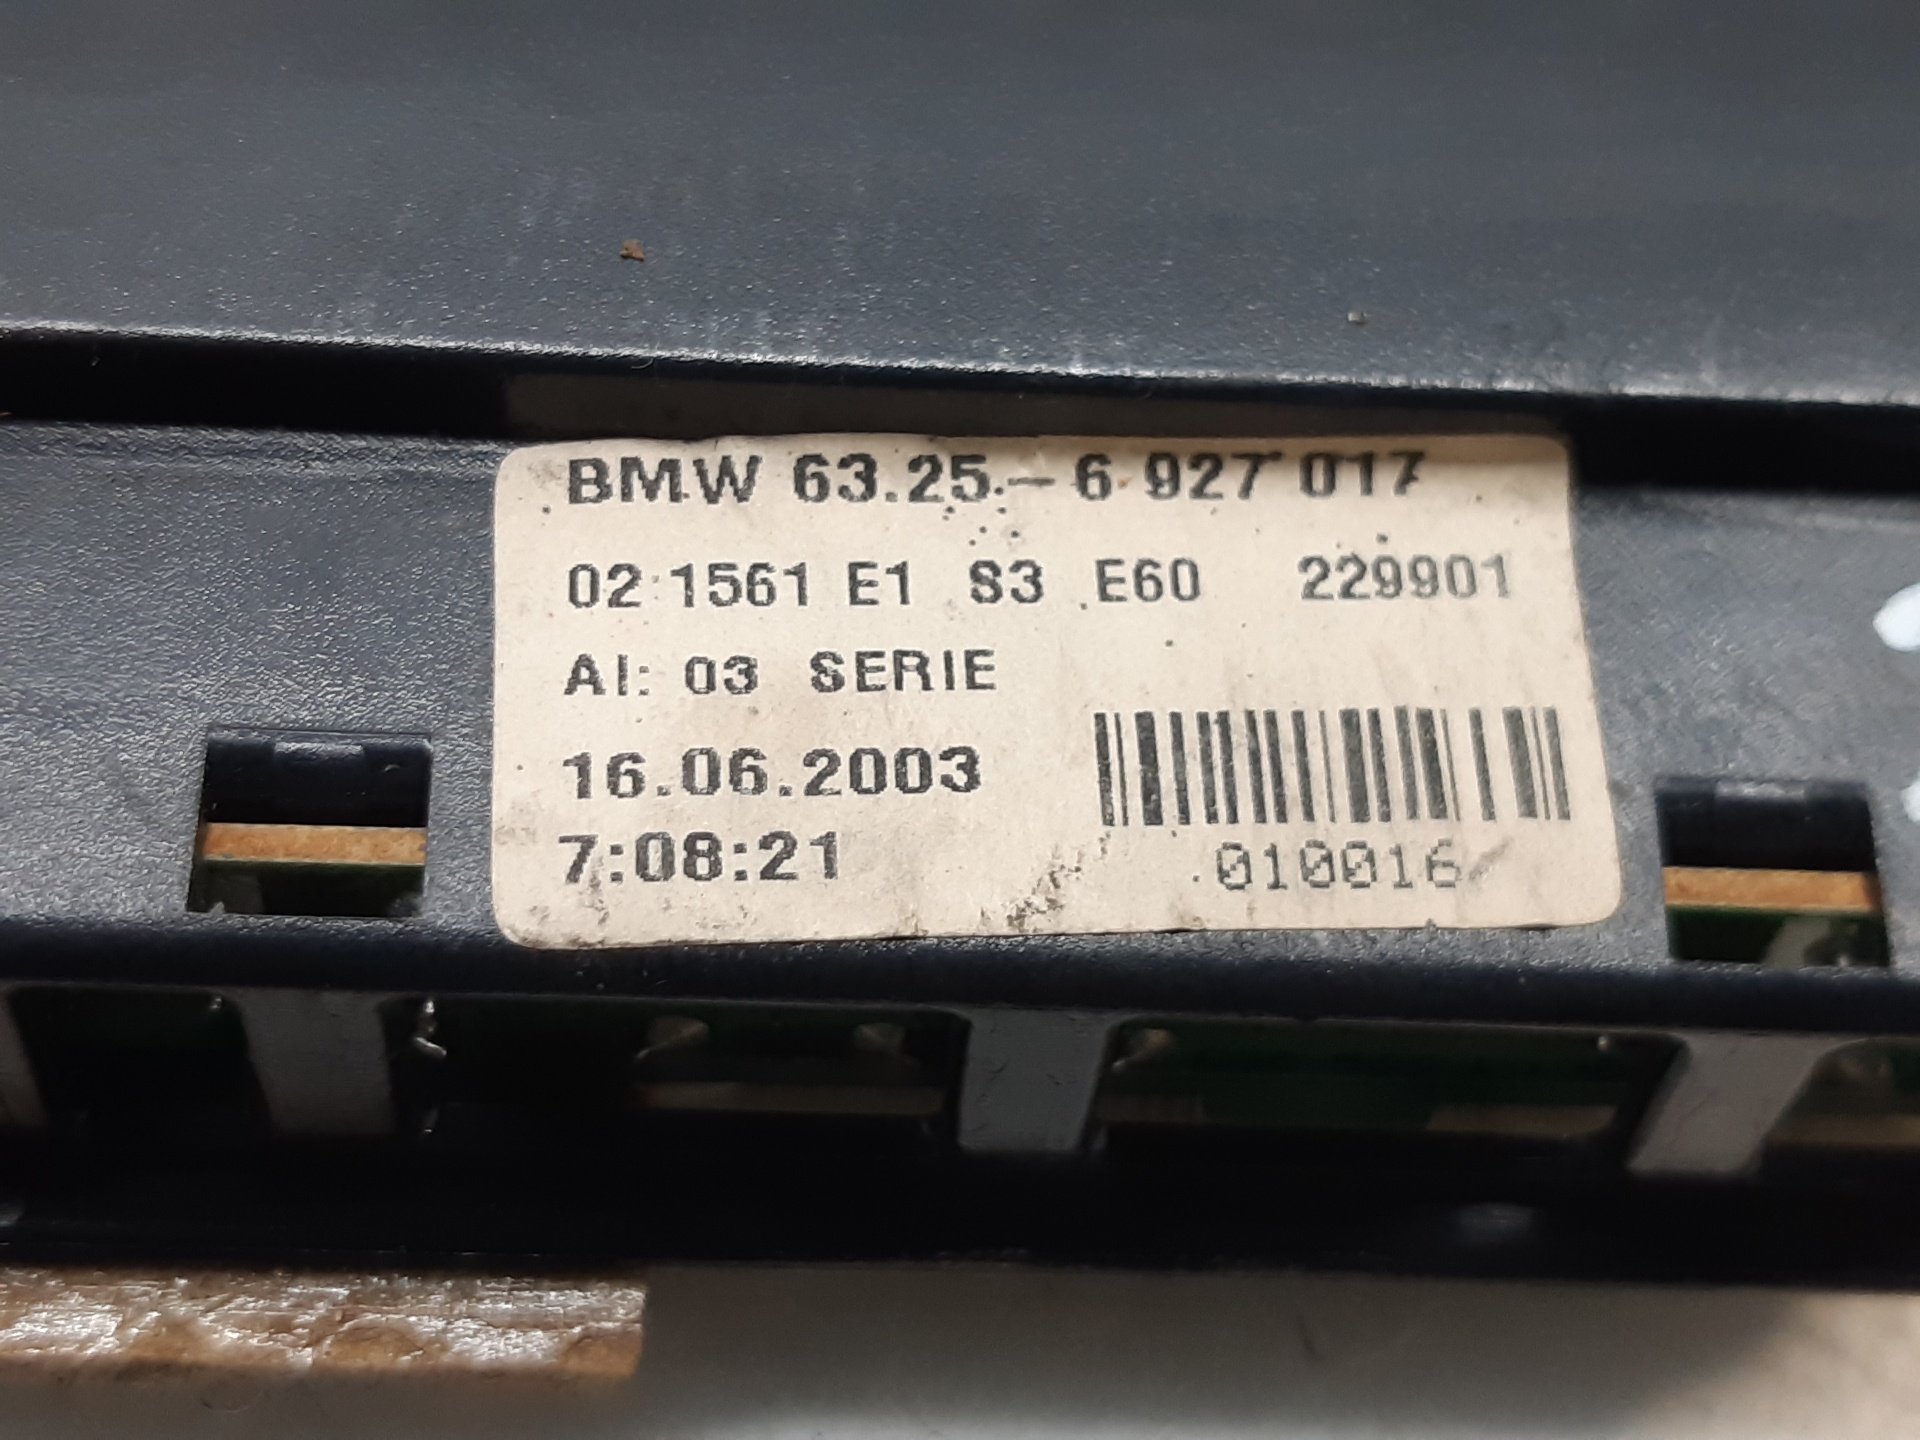 BMW 63.25.- 6 927 017
02 1561 E1 S3 E60 229901
AI: 03 SERIE
16.06.2003
7:08:21
010016